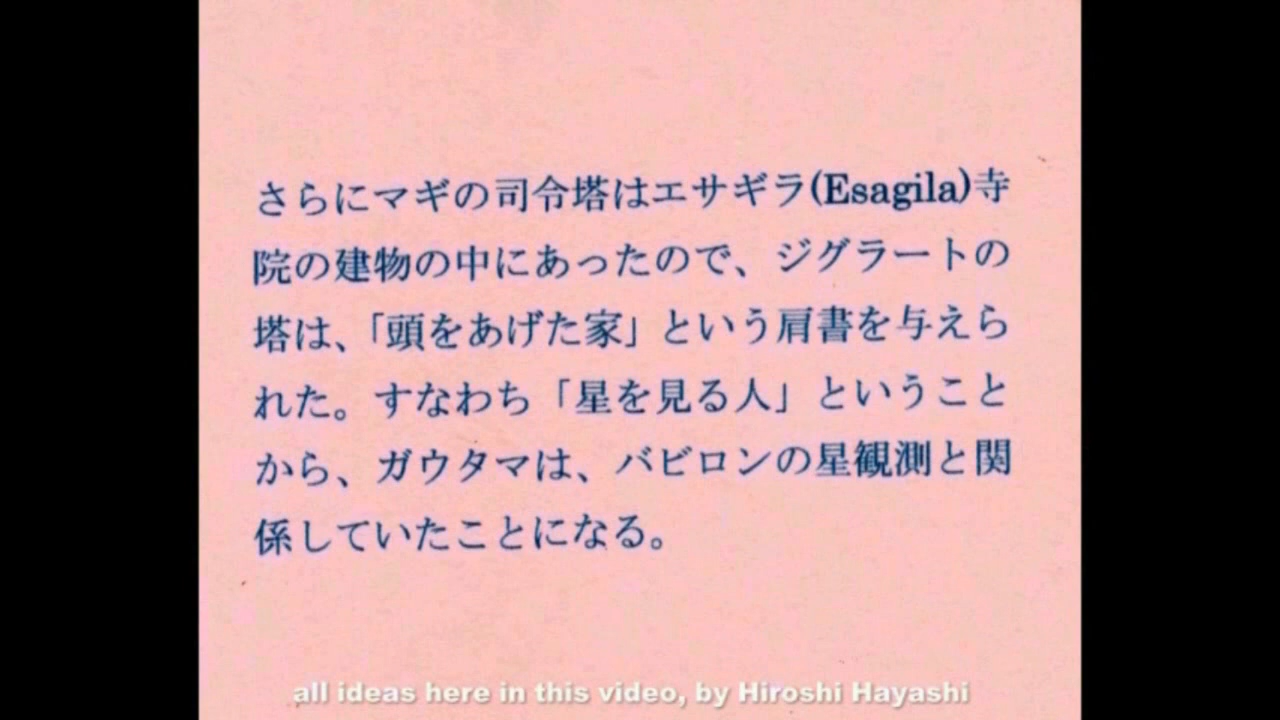 さらにマギの司令塔はエサギラ(Esagila)寺
院の建物の中にあったので、ジグラートの
塔は、「頭をあげた家」という肩書を与えら
れた。すなわち「星を見る人」ということ
から、ガウタマは、バビロンの星観測と関
係していたことになる。
all ideas here in this video, by Hiroshi Hayashi